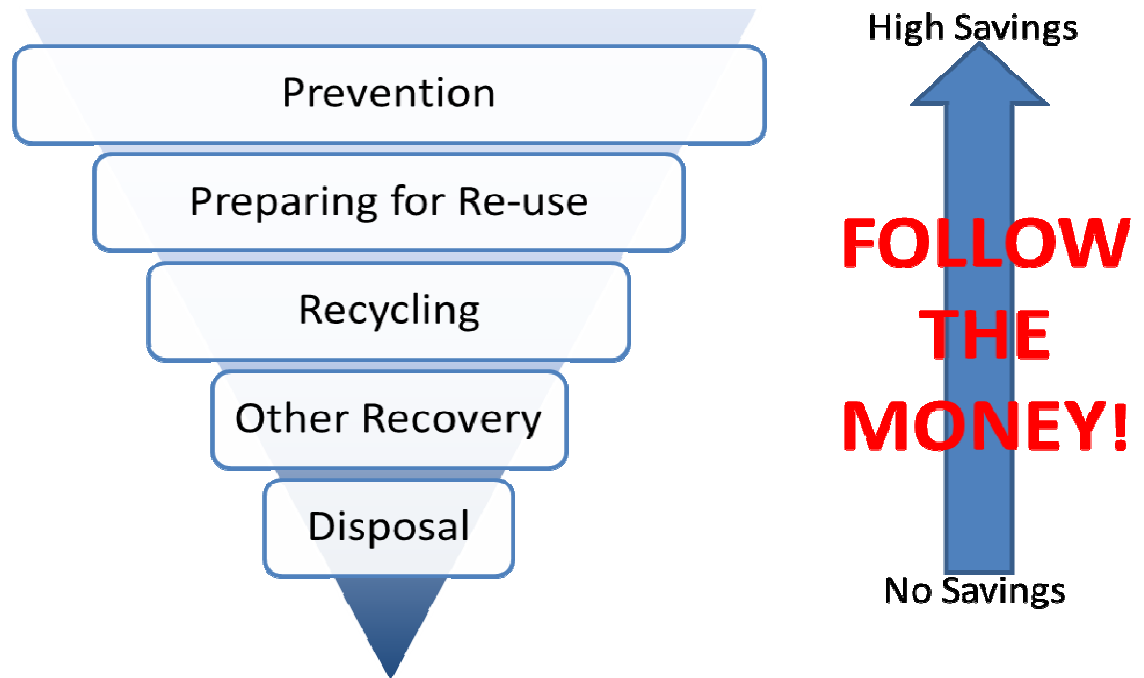 Prevention
Preparing for Re-use
Recycling
Other Recovery
Disposal
High Savings
FOLLOW
THE
MONEY!
No Savings